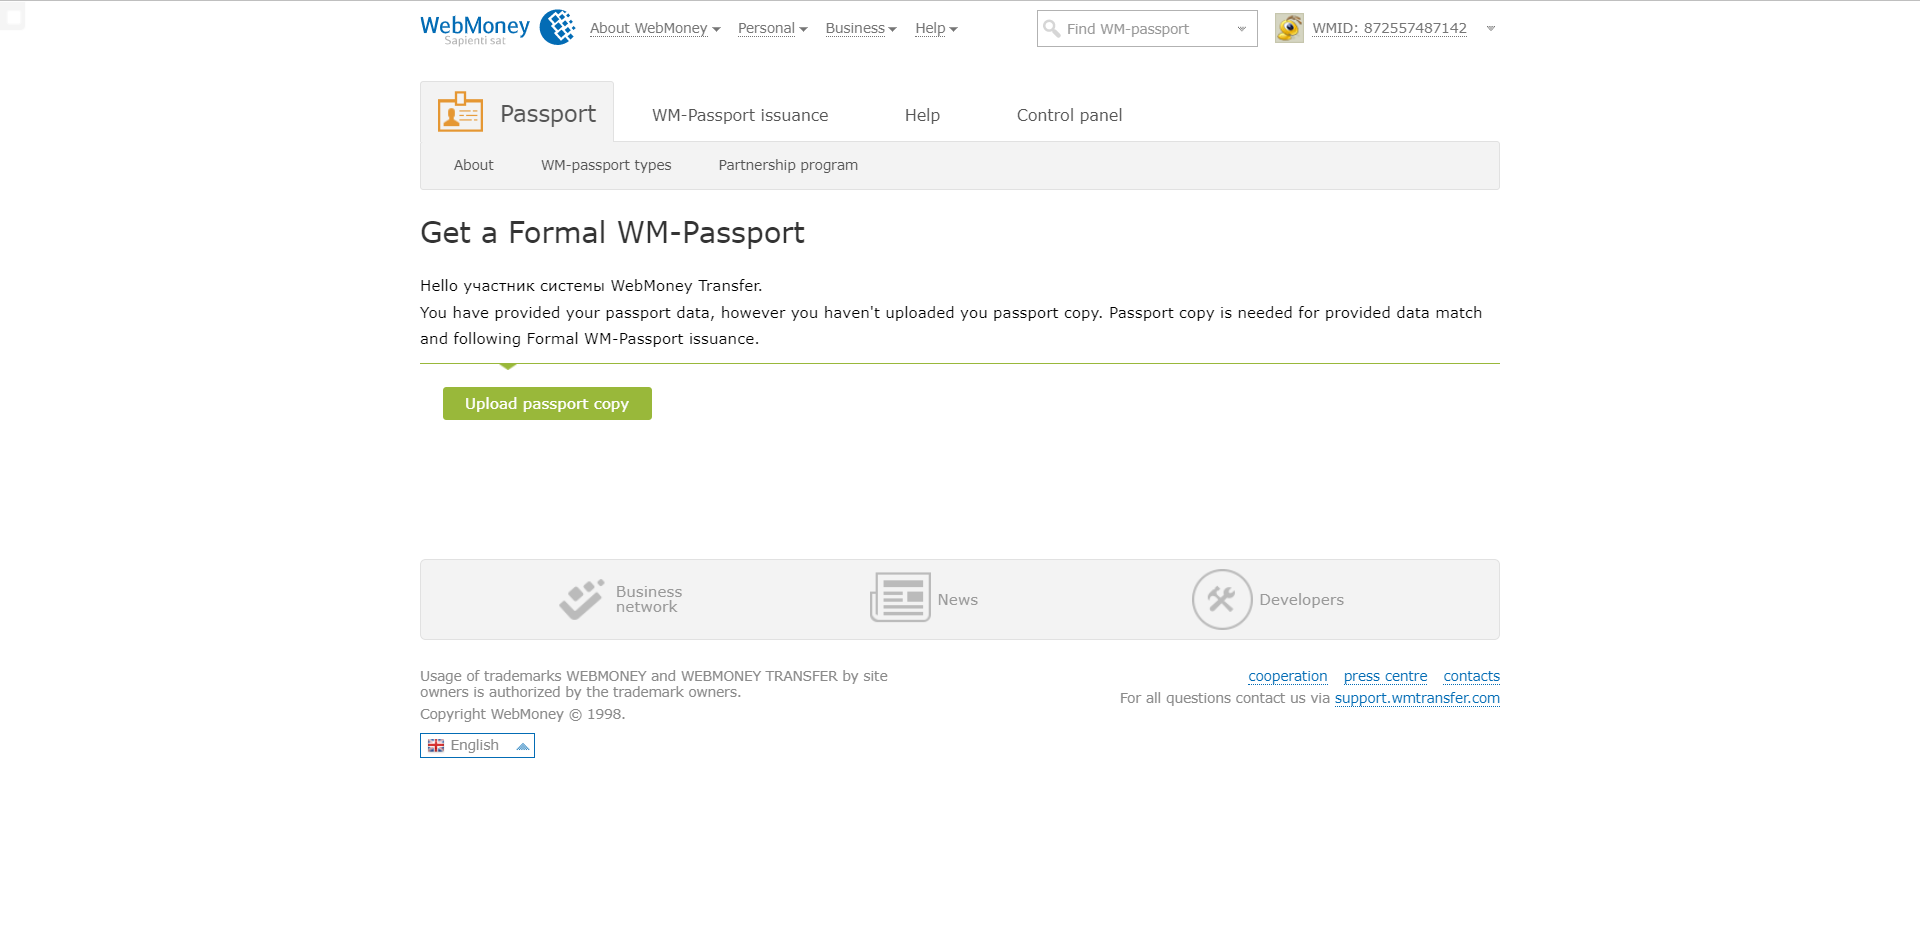 WebMoney
Sapienti sat
About WebMoney
Personal
Business
Help
Find WM-passport
WMID: 872557487142
Passport
WM-Passport issuance
Help
Control panel
About
WM-passport types
Partnership program
Get a Formal WM-Passport
Hello участник системы WebMoney Transfer.
You have provided your passport data, however you haven't uploaded you passport copy. Passport copy is needed for provided data match
and following Formal WM-Passport issuance.
Upload passport copy
Business
network
News
Developers
Usage of trademarks WEBMONEY and WEBMONEY TRANSFER by site
owners is authorized by the trademark owners.
Copyright WebMoney © 1998.
cooperation
press centre
contacts
For all questions contact us via support.wmtransfer.com
English